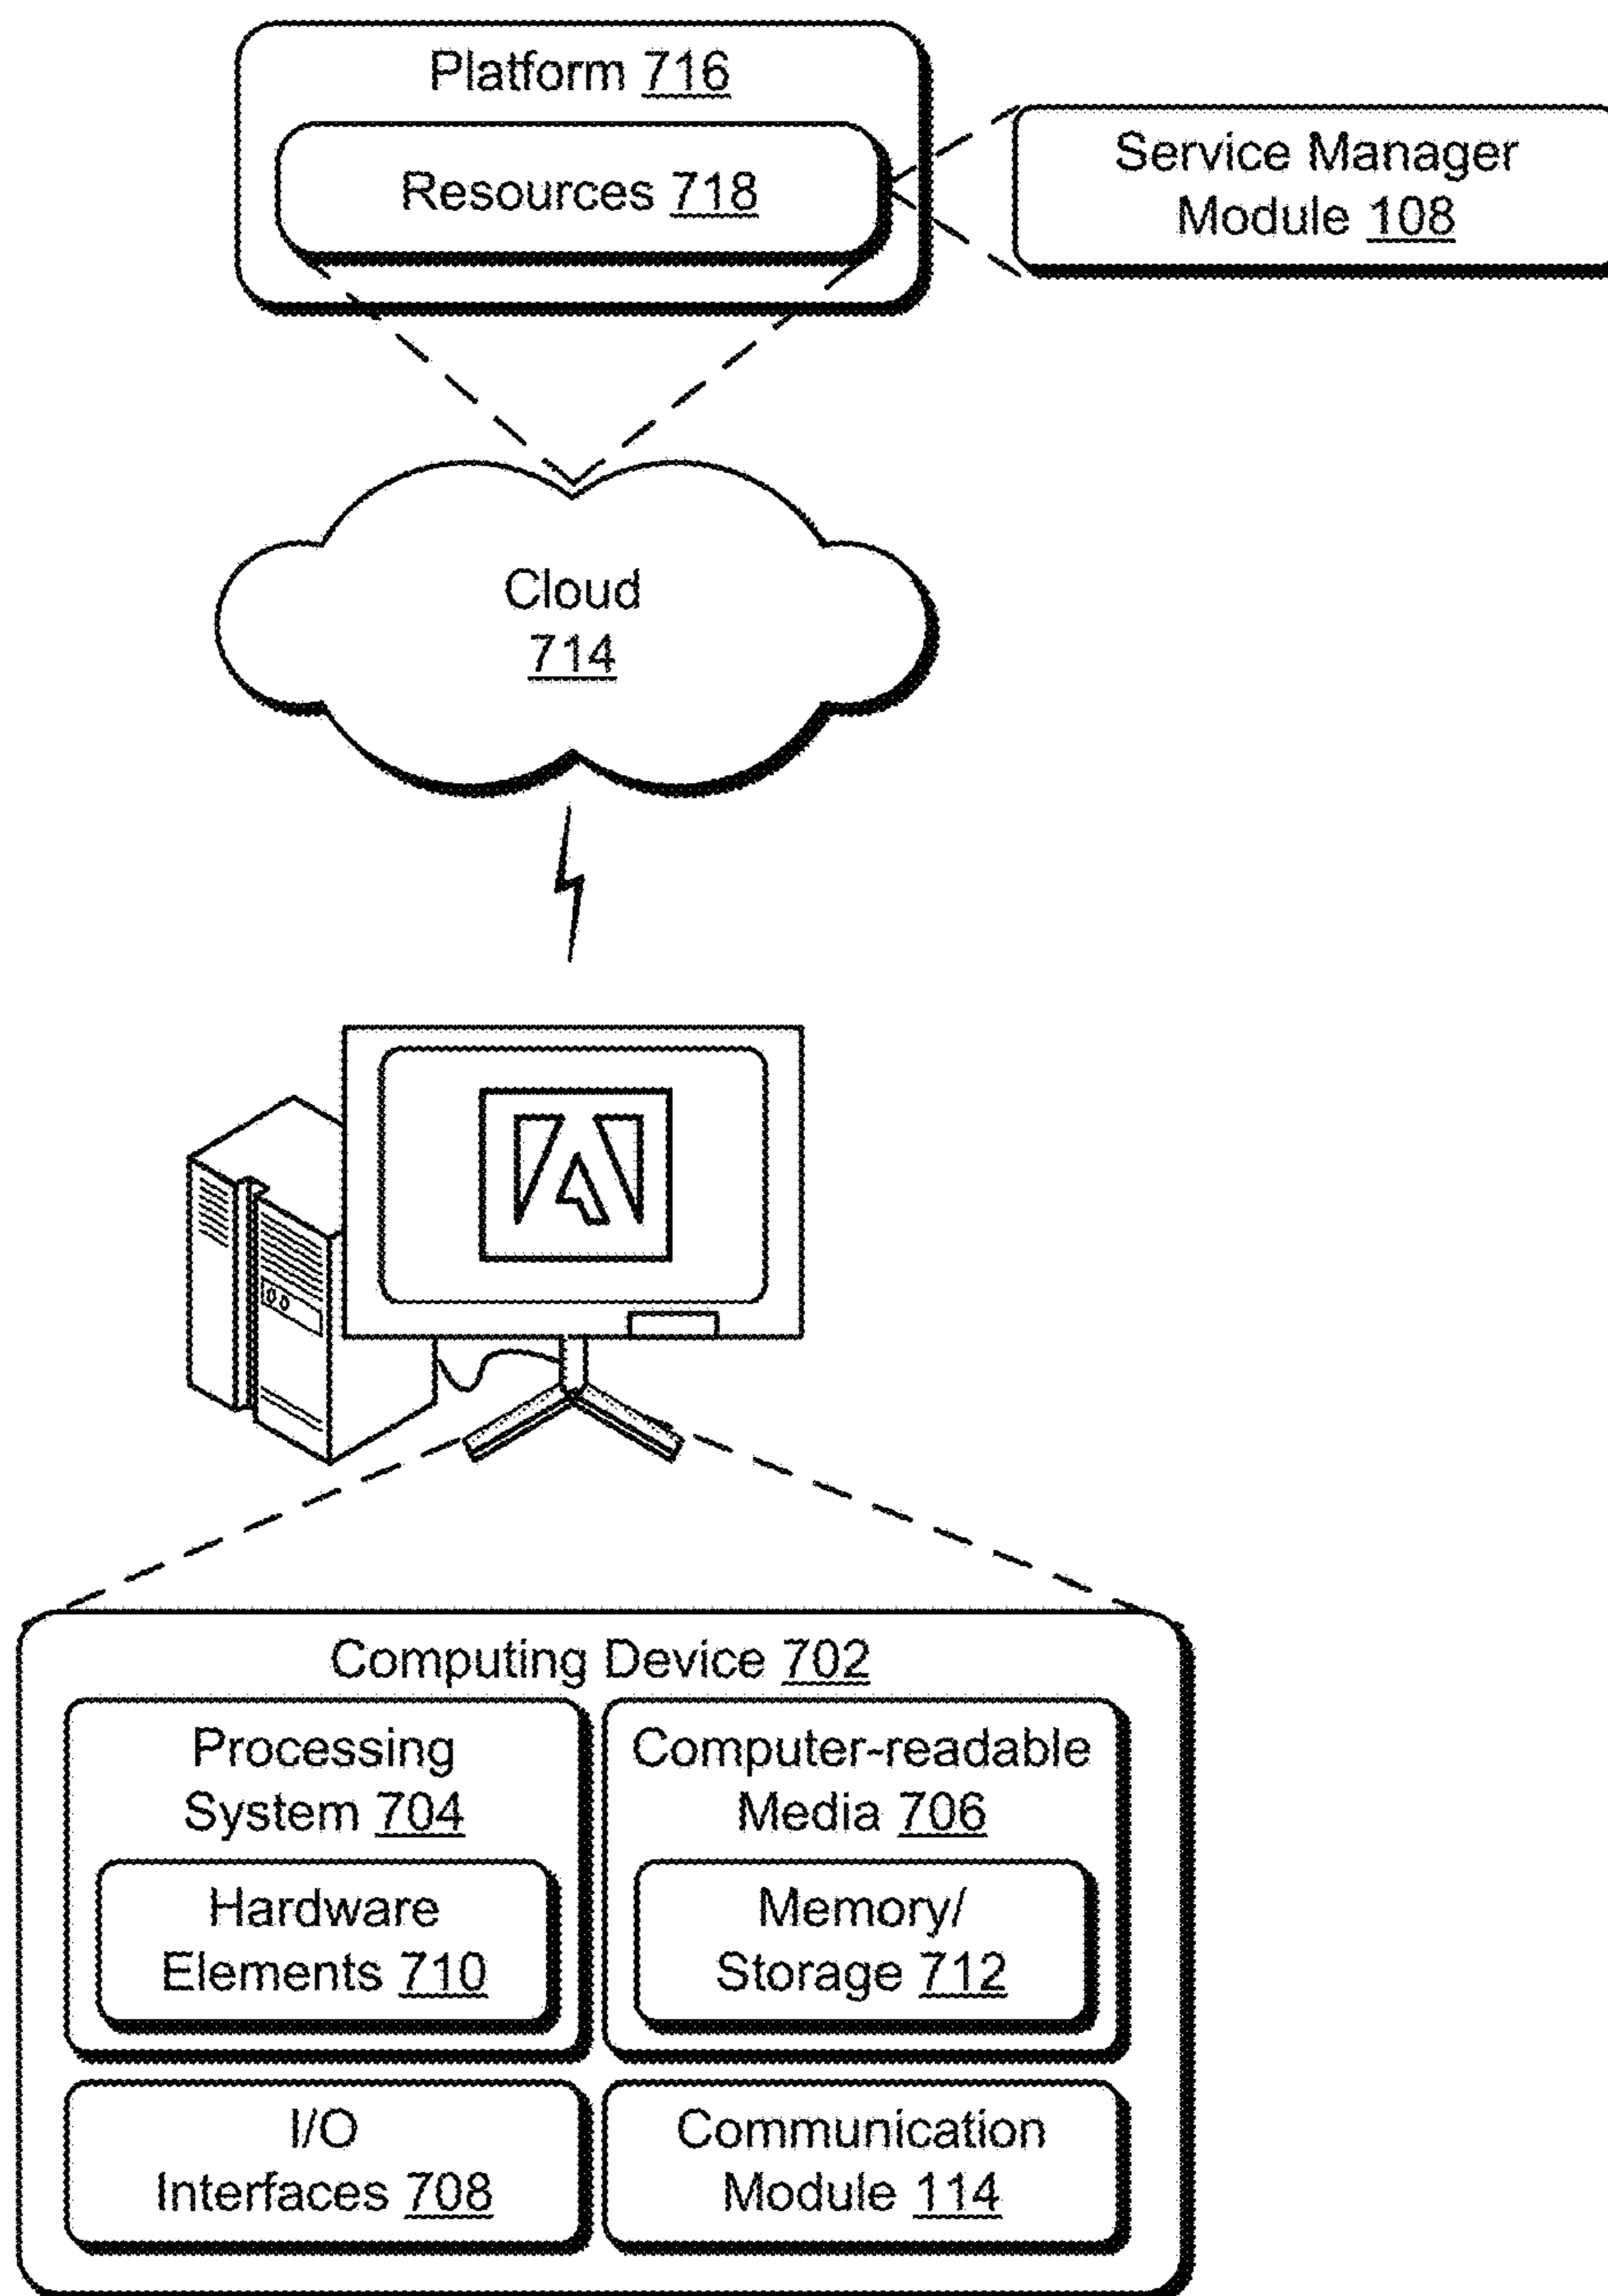 Platform 716
Resources 718
Service Manager
Module 108
Cloud
714
Computing Device 702
Processing
System 704
Hardware
Elements 710
Computer-readable
Media 706
Memory/
Storage 712
I/O
Interfaces 708
Communication
Module 114